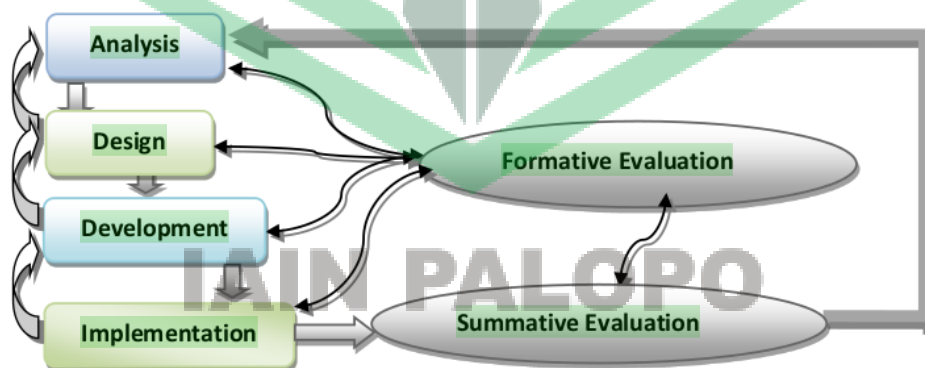 Analysis
Design
Formative Evaluation
Development
IAIN PALOPO
Summative Evaluation
Implementation